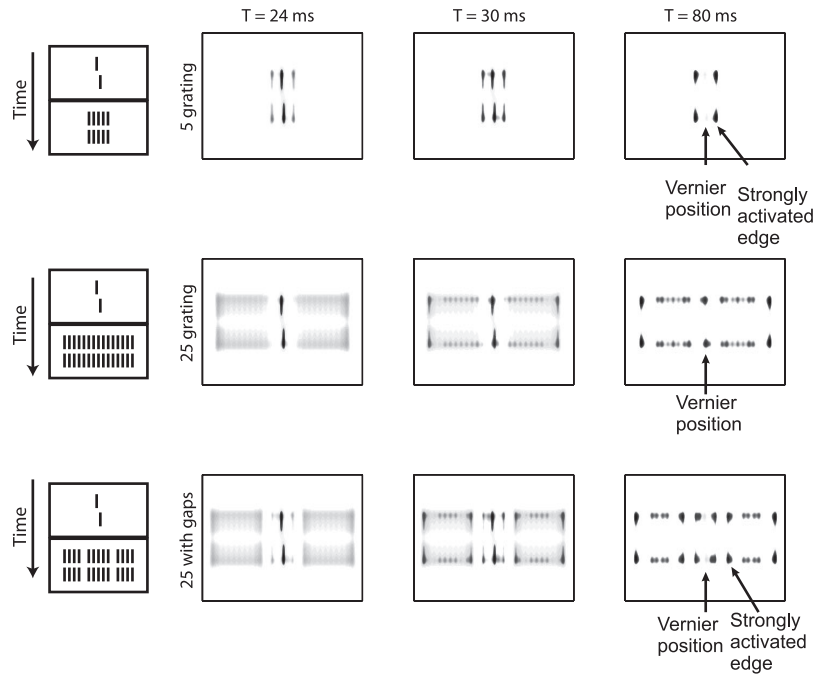 T = 24 ms
T = 30 ms
T = 80 ms
Time
5 grating
Vernier
position
Strongly
activated
edge
Time
25 grating
Vernier
position
Time
25 with gaps
Vernier
position
Strongly
activated
edge